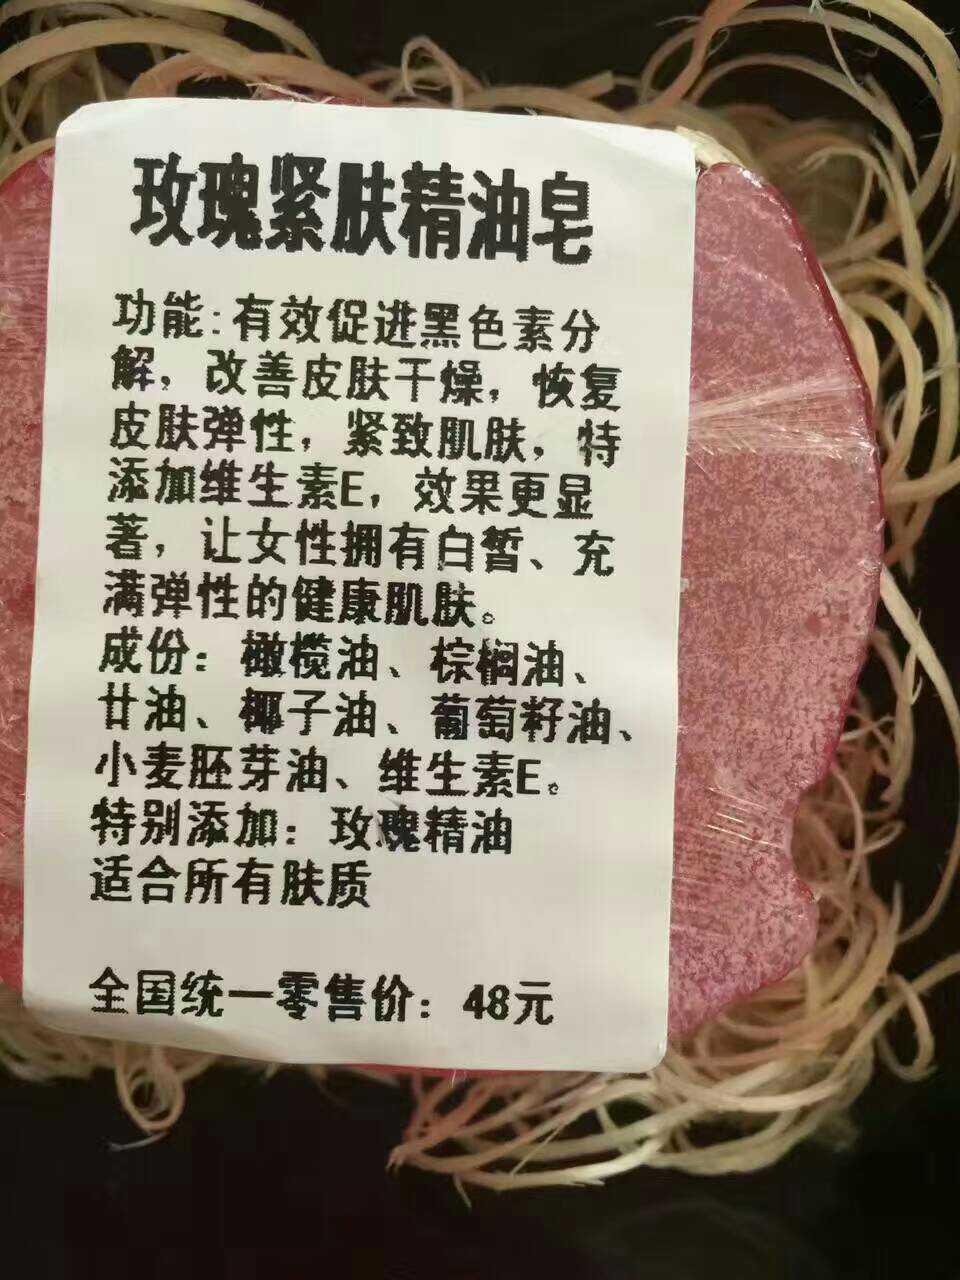 玫瑰紧肤精油皂
功能:有效促进黑色素分
解，改善皮肤干燥，恢复
皮肤弹性，紧致肌肤，特
添加维生素E，效果更显
著，让女性拥有白皙、充
满弹性的健康肌肤。
成份：橄榄油、棕榈油、
廿油、椰子油、葡萄籽油、
小麦胚芽油、维生素E。
特别添加：玫瑰精油
适合所有肤质
全国统一零售价：48元